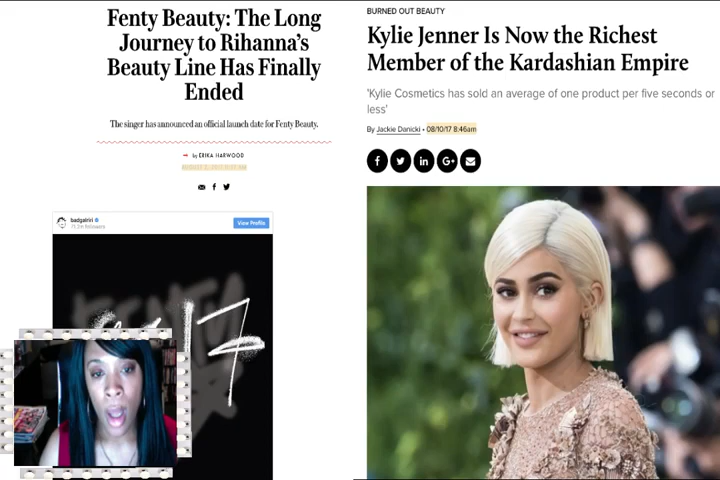 Fenty Beauty: The Long
Journey to Rihanna's
Beauty Line Has Finally
Ended
The singer has announced an official launch date for Fenty Beauty.
by ERIKA HARWOOD
badgalriri
View Profile
FENTY
17
BURNED OUT BEAUTY
Kylie Jenner Is Now the Richest
Member of the Kardashian Empire
'Kylie Cosmetics has sold an average of one product per five seconds or
less'
By Jackie Danicki • 08/10/17 8:46am